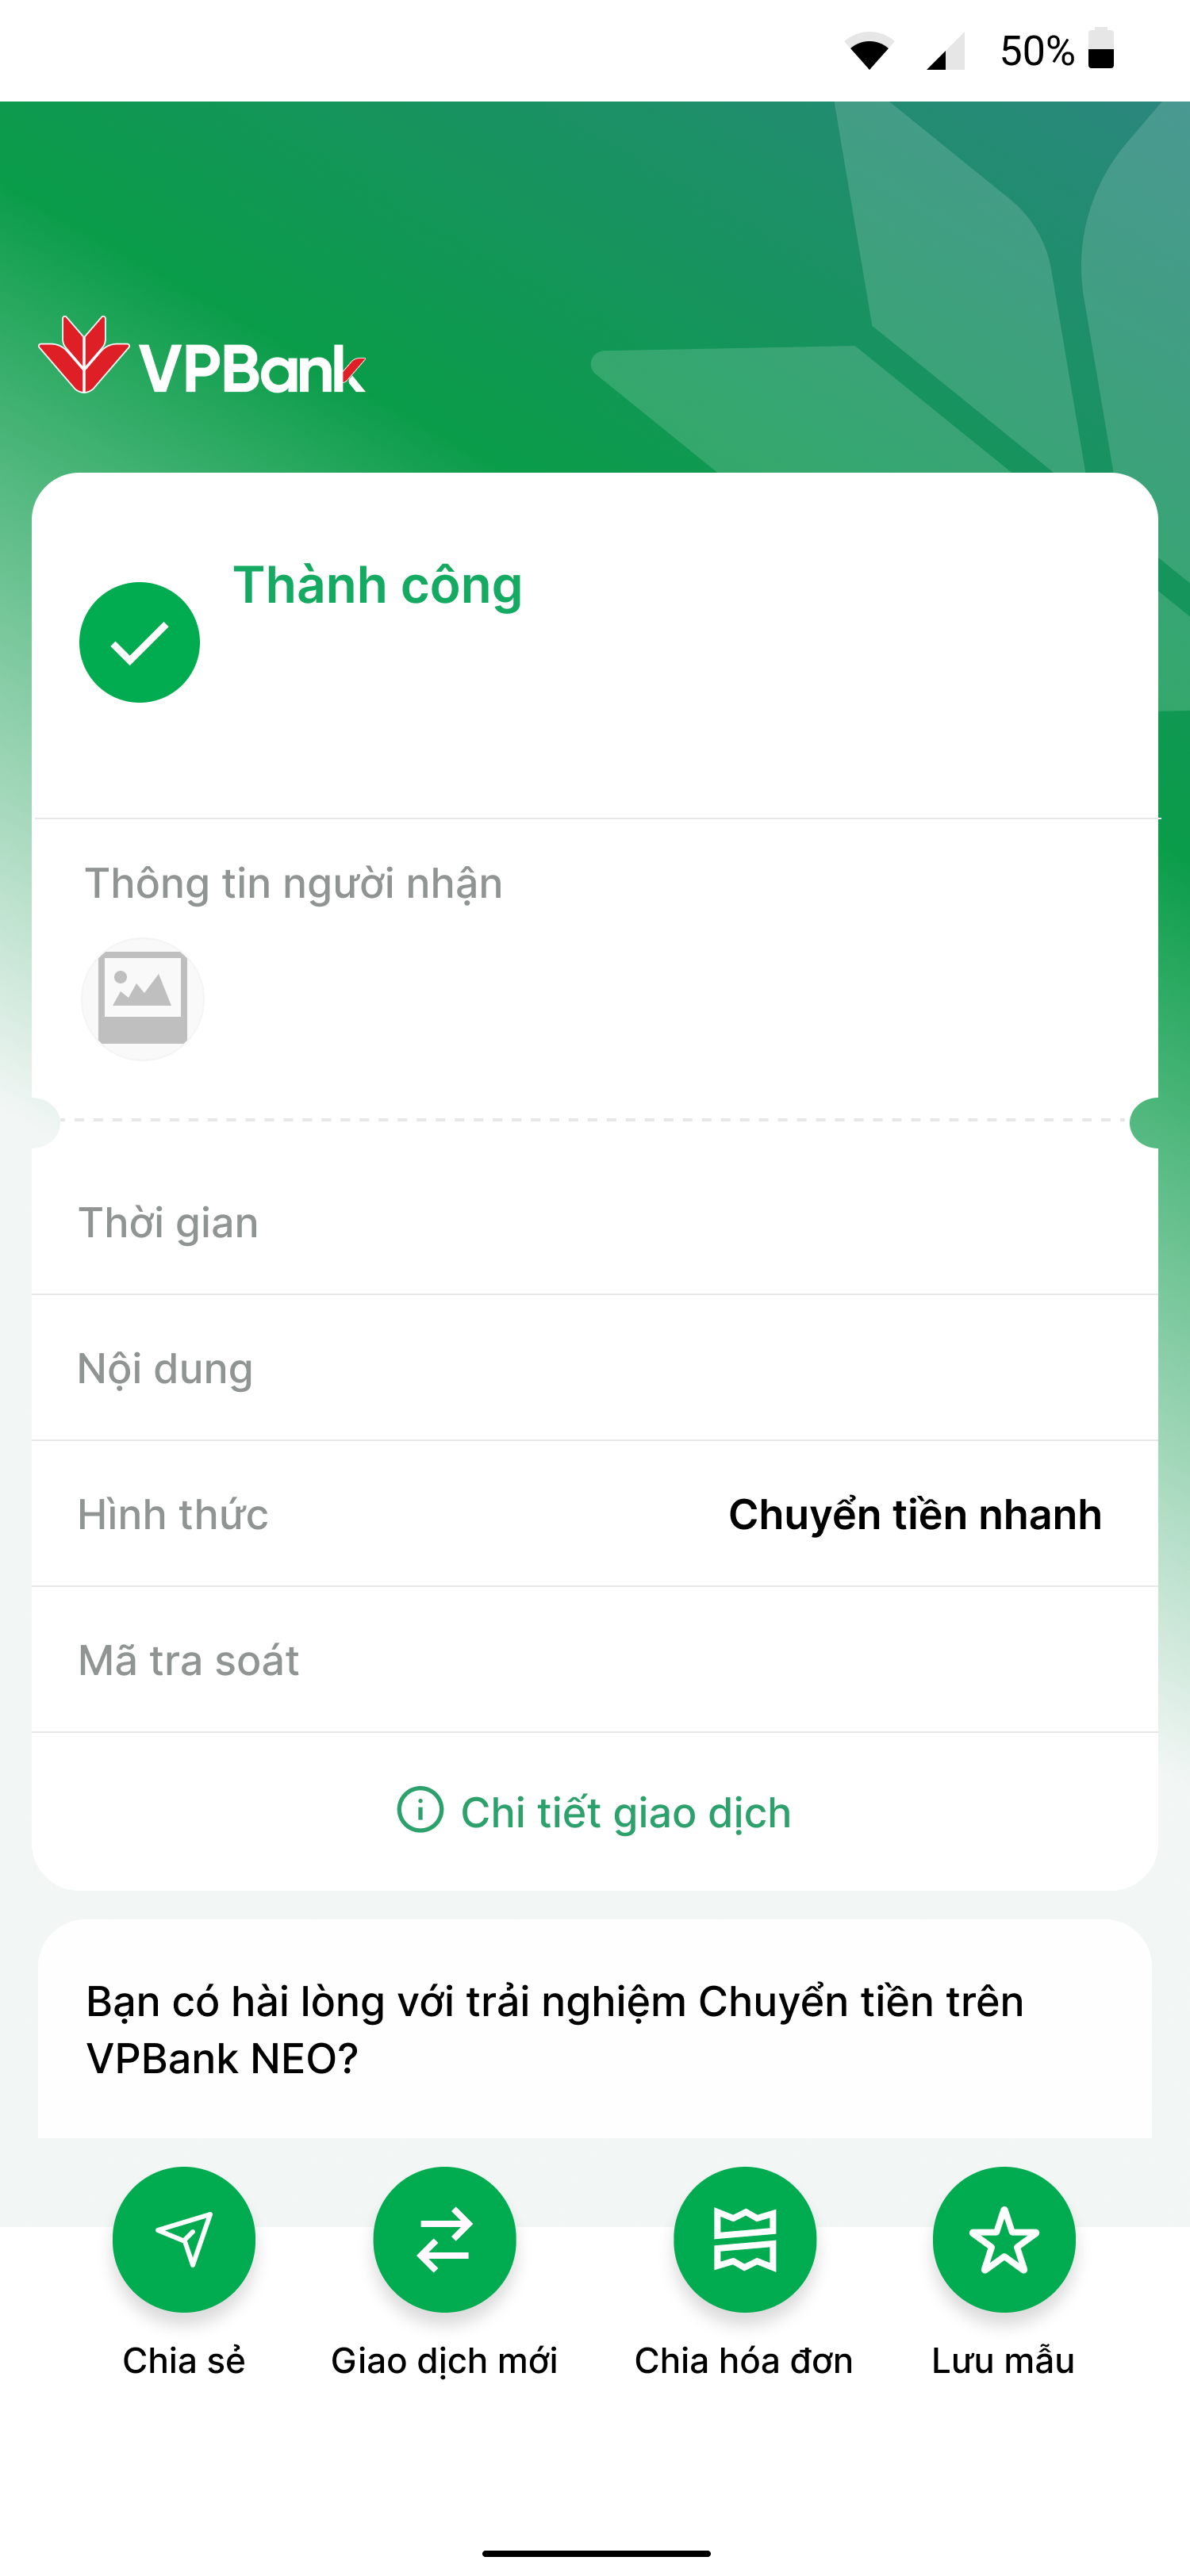 50%
VPBank
Thành công
Thông tin người nhận
Thời gian
Nội dung
Hình thức Chuyển tiền nhanh
Mã tra soát
Chi tiết giao dịch
Bạn có hài lòng với trải nghiệm Chuyển tiền trên
VPBank NEO?
Chia sẻ Giao dịch mới Chia hóa đơn Lưu mẫu